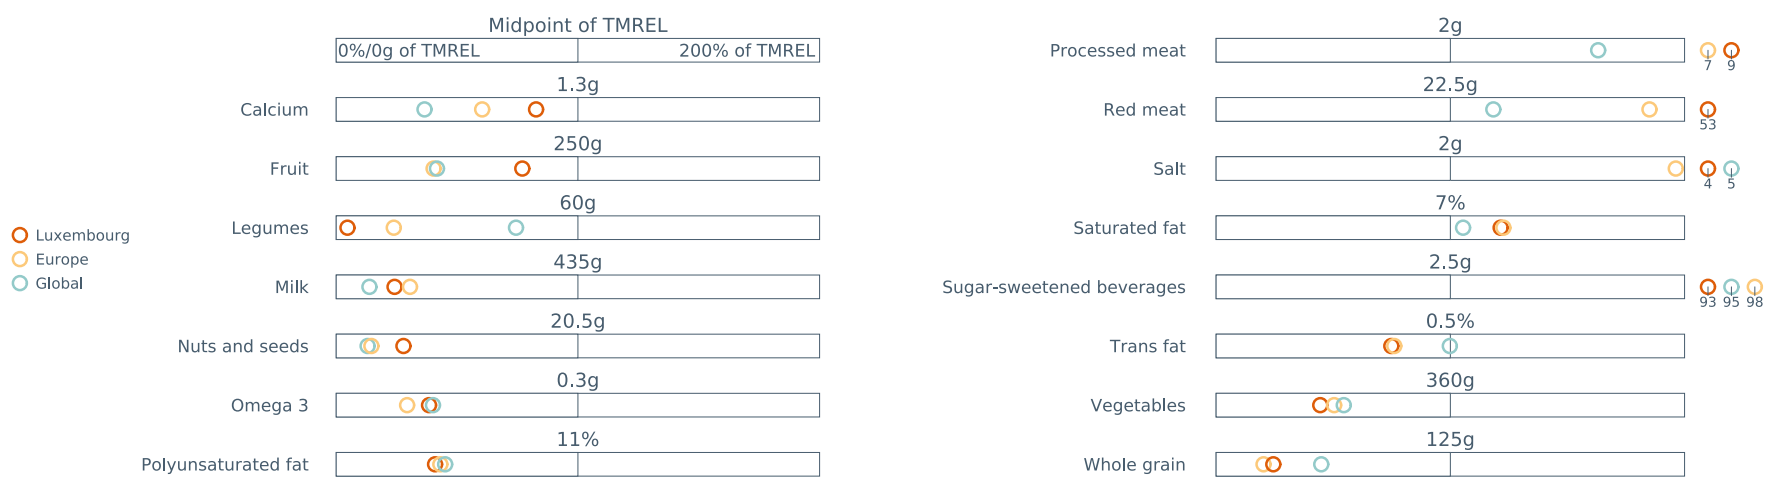 Midpoint of TMREL
0%/0g of TMREL 200% of TMREL
1.3g
Calcium
250g
Fruit
60g
Legumes
435g
Milk
20.5g
Nuts and seeds
0.3g
Omega 3
11%
Polyunsaturated fat
Luxembourg
Europe
Global
2g
Processed meat
7 9
22.5g
Red meat
53
2g
Salt
4 5
7%
Saturated fat
2.5g
Sugar-sweetened beverages
93 95 98
0.5%
Trans fat
360g
Vegetables
125g
Whole grain